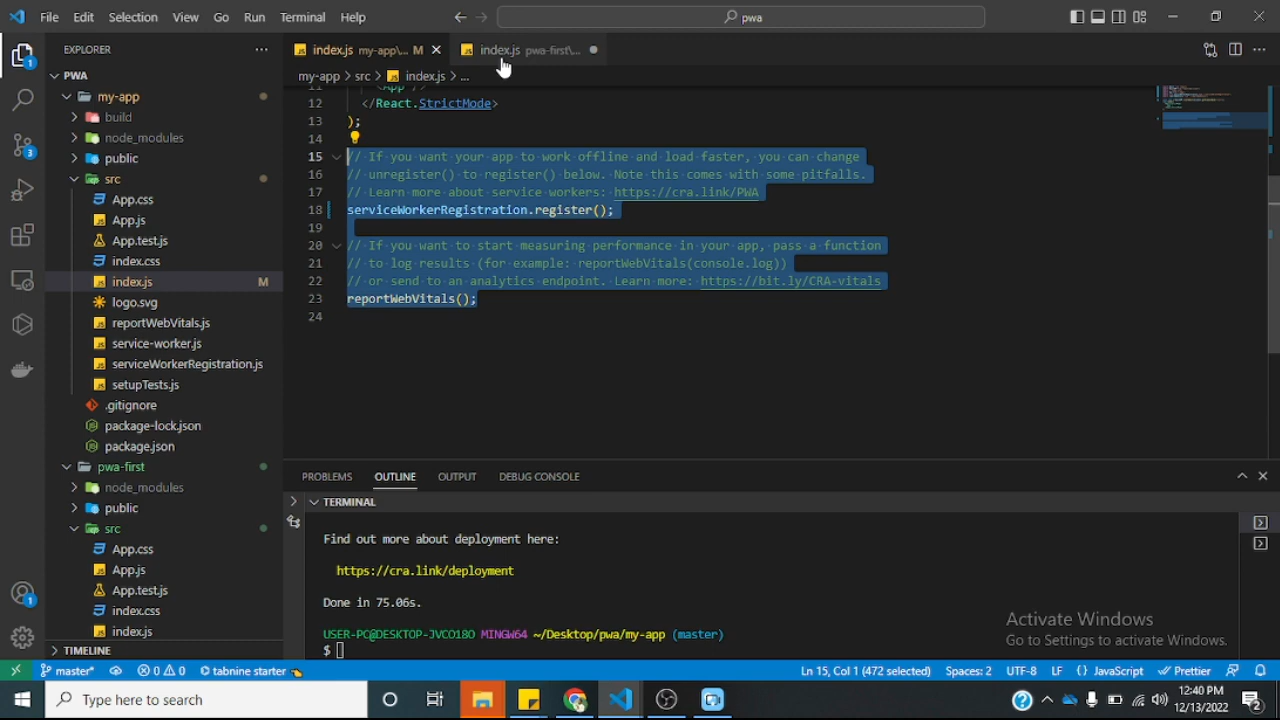 File Edit Selection View Go Run Terminal Help
pwa
EXPLORER
index.js my-app\... M
index.js pwa-first\...
my-app > src > index.js > ...
PWA
my-app
build
node_modules
public
src
App.css
App.js
App.test.js
index.css
index.js M
logo.svg
reportWebVitals.js
service-worker.js
serviceWorkerRegistration.js
setupTests.js
.gitignore
package-lock.json
package.json
pwa-first
node_modules
public
src
App.css
App.js
App.test.js
index.css
index.js
TIMELINE
11 <App />
12 </React.StrictMode>
13 );
14
15 // If you want your app to work offline and load faster, you can change
16 // unregister() to register() below. Note this comes with some pitfalls.
17 // Learn more about service workers: https://cra.link/PWA
18 serviceWorkerRegistration.register();
19
20 // If you want to start measuring performance in your app, pass a function
21 // to log results (for example: reportWebVitals(console.log))
22 // or send to an analytics endpoint. Learn more: https://bit.ly/CRA-vitals
23 reportWebVitals();
24
PROBLEMS OUTLINE OUTPUT DEBUG CONSOLE
TERMINAL
Find out more about deployment here:
https://cra.link/deployment
Done in 75.06s.
USER-PC@DESKTOP-JVCO180 MINGW64 ~/Desktop/pwa/my-app (master)
$
Activate Windows
Go to Settings to activate Windows.
master* 0 0 tabnine starter
Ln 15, Col 1 (472 selected) Spaces: 2 UTF-8 LF {} JavaScript Prettier
Type here to search
12:40 PM
12/13/2022
1
3
1
2